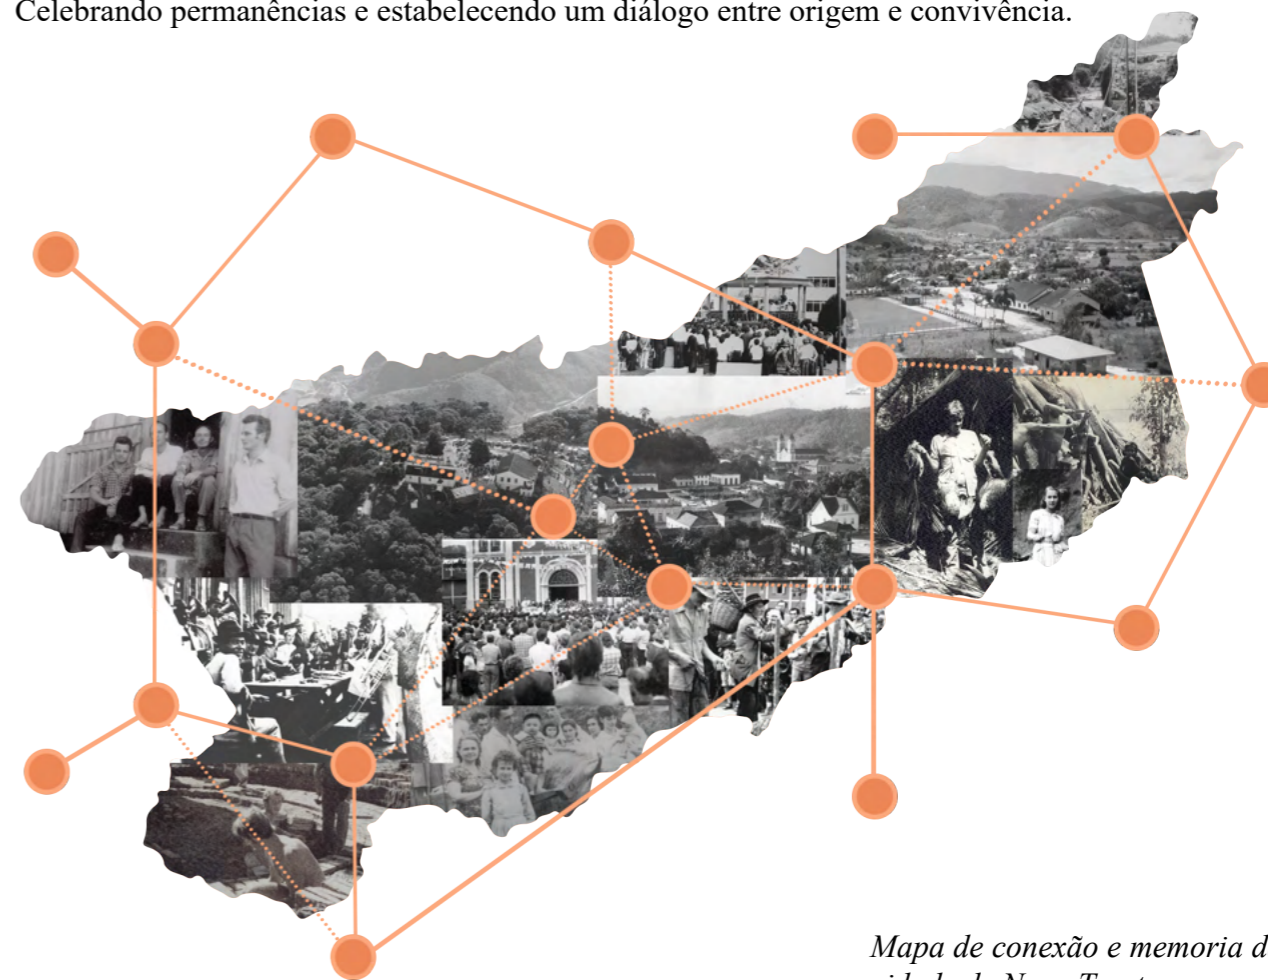 Celebrando permanências e estabelecendo um diálogo entre origem e convivência.
Mapa de conexão e memoria d